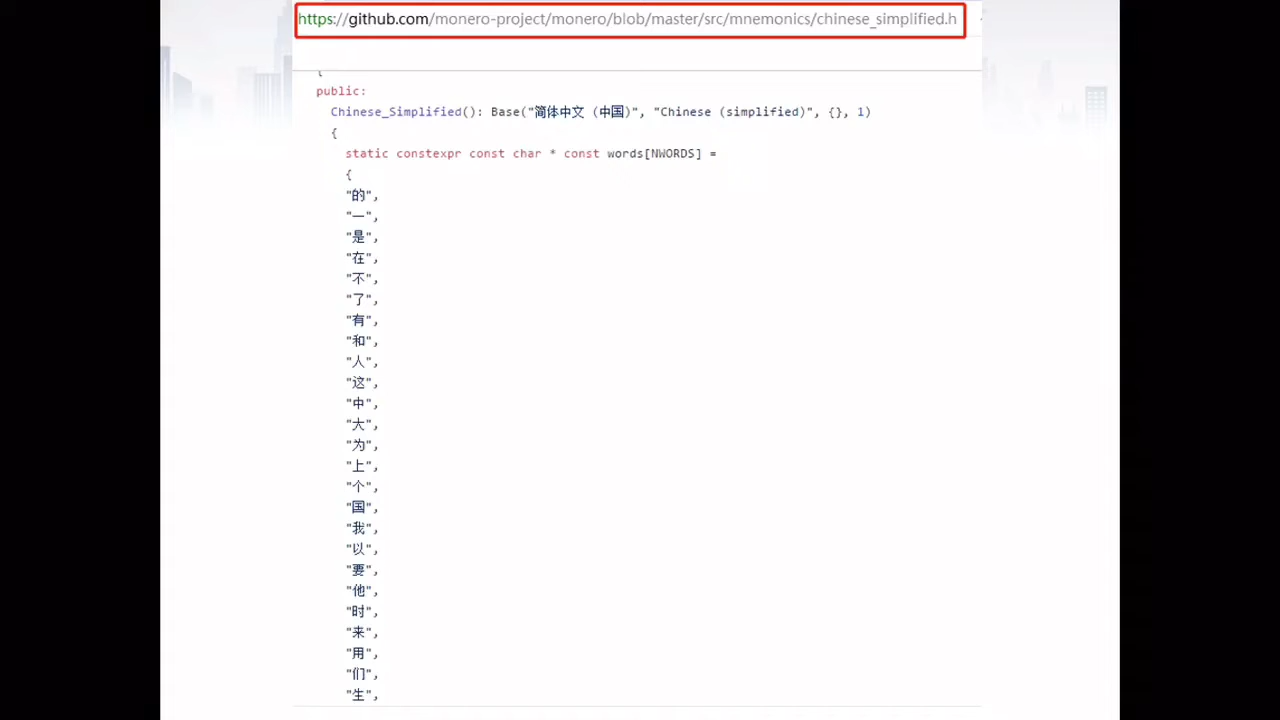 https://github.com/monero-project/monero/blob/master/src/mnemonics/chinese_simplified.h
{
public:
Chinese_Simplified(): Base("简体中文 (中国)", "Chinese (simplified)", {}, 1)
{
static constexpr const char * const words[NWORDS] =
{
"的",
"一",
"是",
"在",
"不",
"了",
"有",
"和",
"人",
"这",
"中",
"大",
"为",
"上",
"个",
"国",
"我",
"以",
"要",
"他",
"时",
"来",
"用",
"们",
"生",